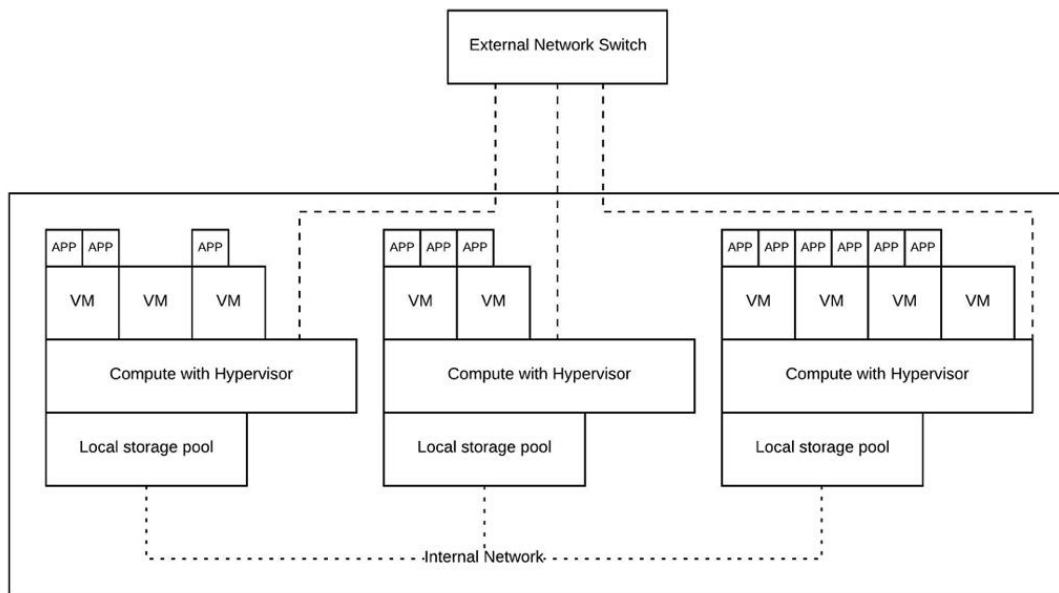 External Network Switch
APP APP APP APP APP APP APP APP APP APP APP APP
VM VM VM VM VM VM VM VM VM
Compute with Hypervisor Compute with Hypervisor Compute with Hypervisor
Local storage pool Local storage pool Local storage pool
Internal Network